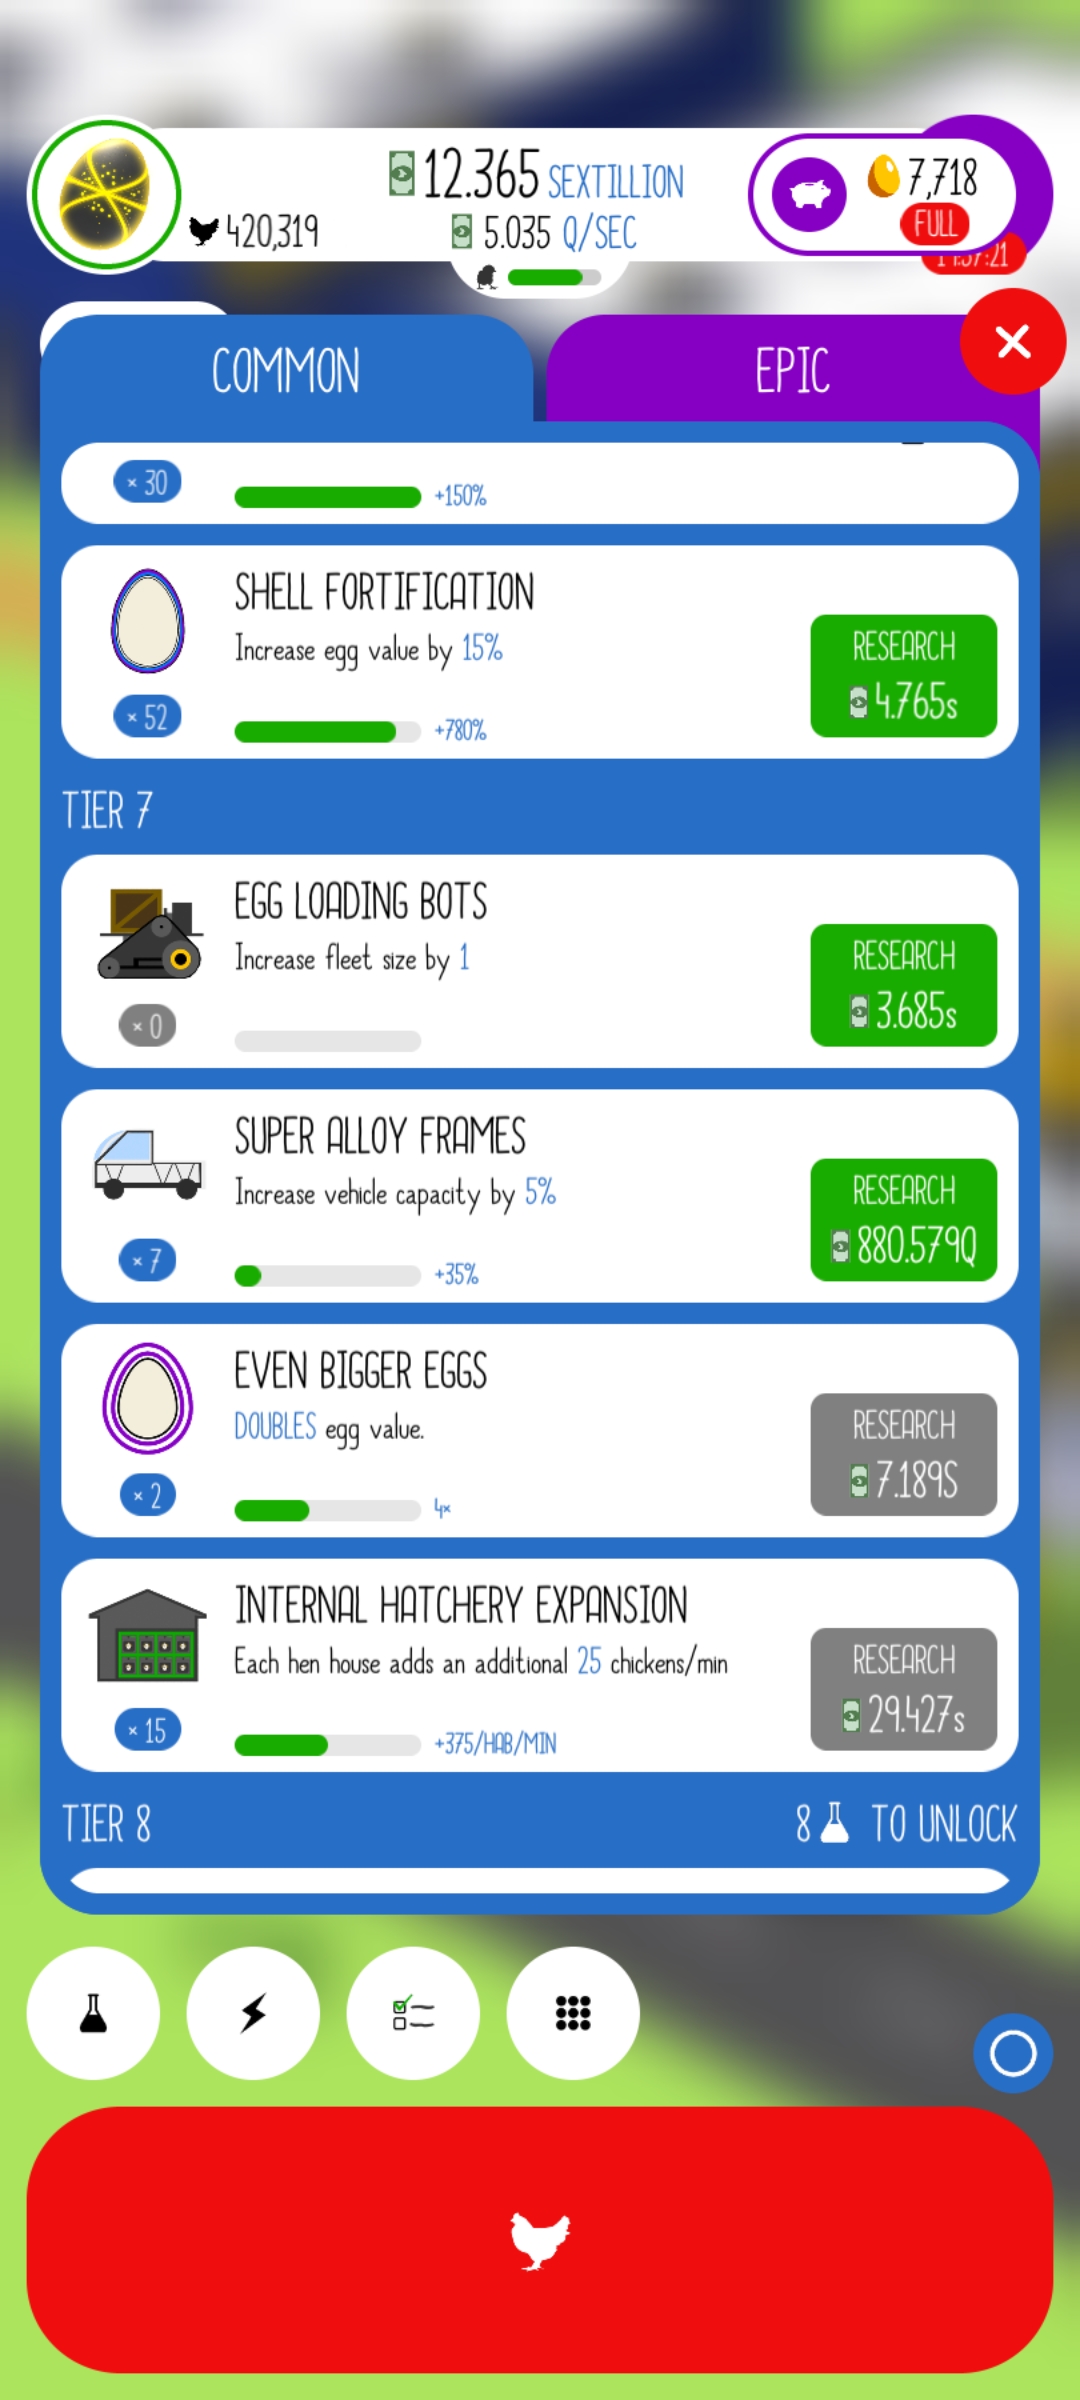 12.365 SEXTILLION
7,718
420,319
5.035 Q/SEC
FULL
COMMON
EPIC
× 30
+150%
SHELL FORTIFICATION
Increase egg value by 15%
RESEARCH
4.765s
× 52
+780%
TIER 7
EGG LOADING BOTS
Increase fleet size by 1
RESEARCH
3.685s
× 0
SUPER ALLOY FRAMES
Increase vehicle capacity by 5%
RESEARCH
880.579Q
× 7
+35%
EVEN BIGGER EGGS
DOUBLES egg value.
RESEARCH
7.189S
× 2
4×
INTERNAL HATCHERY EXPANSION
Each hen house adds an additional 25 chickens/min
RESEARCH
29.427s
× 15
+375/HAB/MIN
TIER 8
8 TO UNLOCK